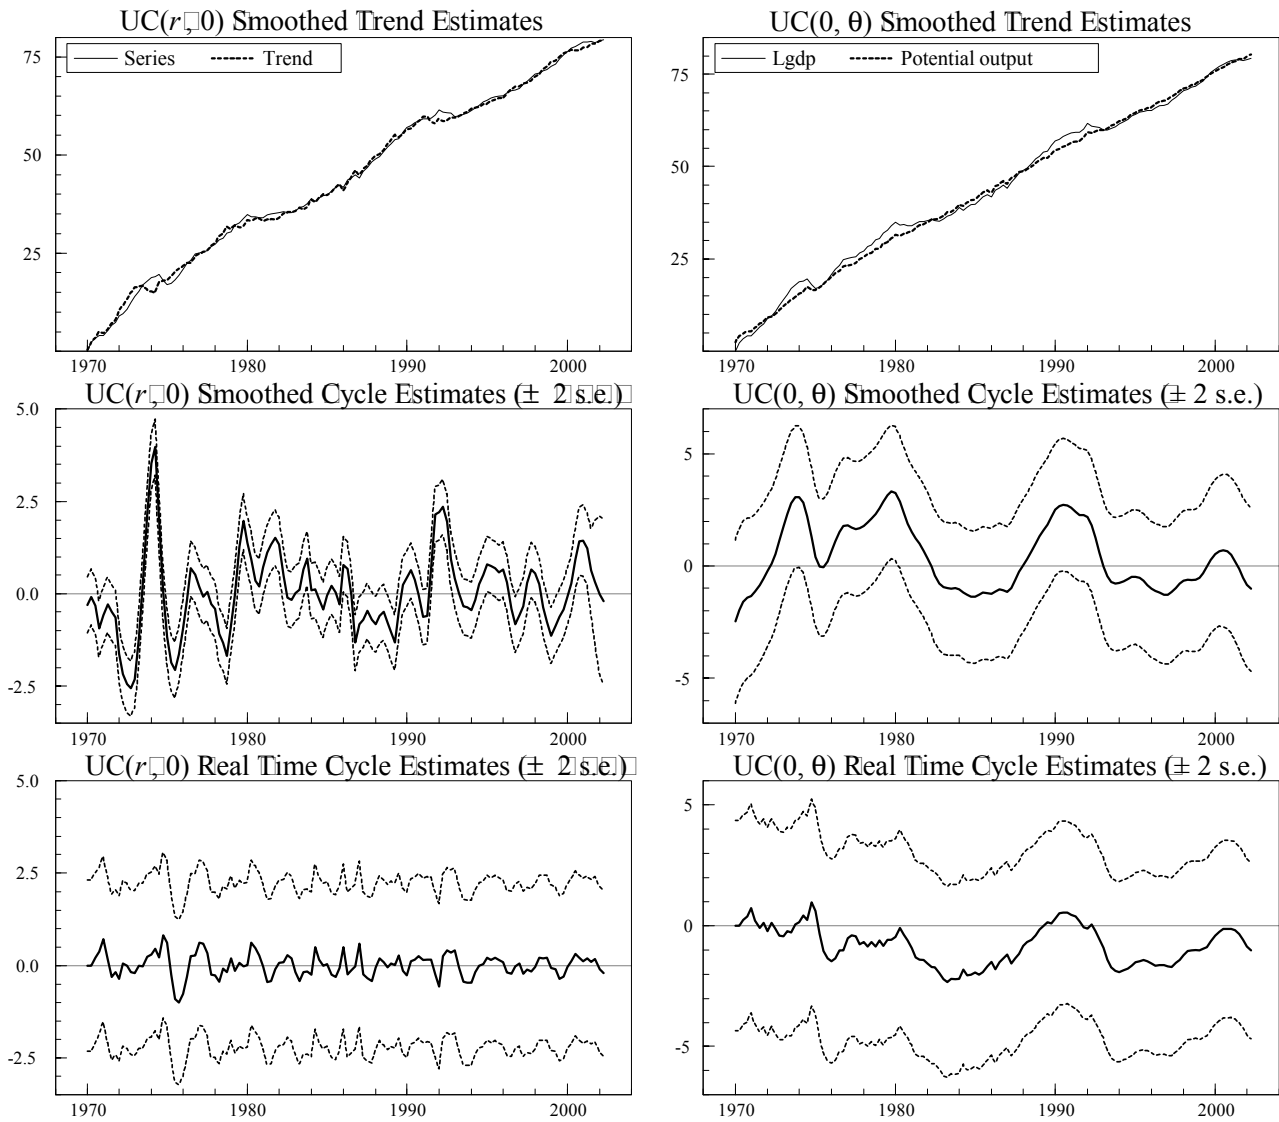 UC(r,0) Smoothed Trend Estimates
Series
Trend
75
50
25
1970 1980 1990 2000
UC(0, θ) Smoothed Trend Estimates
Lgdp
Potential output
75
50
25
1970 1980 1990 2000
UC(r,0) Smoothed Cycle Estimates (± 2 s.e.)
5.0
2.5
0.0
-2.5
1970 1980 1990 2000
UC(0, θ) Smoothed Cycle Estimates (± 2 s.e.)
5
0
-5
1970 1980 1990 2000
UC(r,0) Real Time Cycle Estimates (± 2 s.e.)
5.0
2.5
0.0
-2.5
1970 1980 1990 2000
UC(0, θ) Real Time Cycle Estimates (± 2 s.e.)
5
0
-5
1970 1980 1990 2000